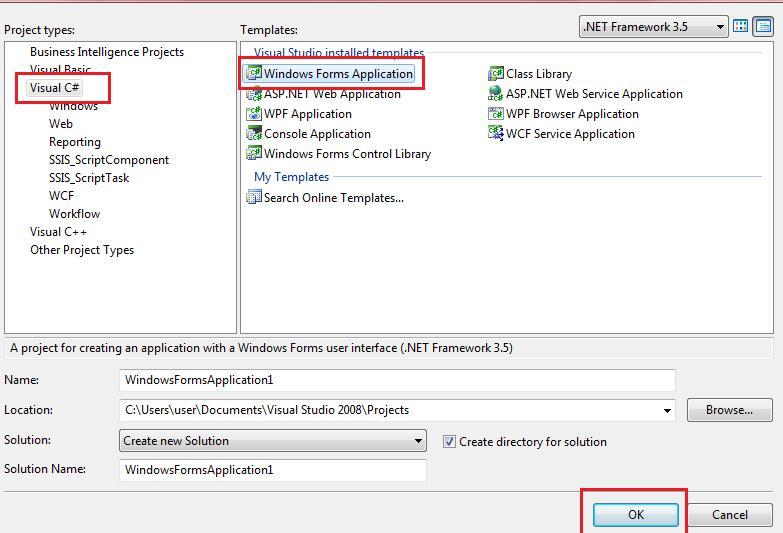 Project types:
Templates:
.NET Framework 3.5
Business Intelligence Projects
Visual Basic
Visual C#
Windows
Web
Reporting
SSIS_ScriptComponent
SSIS_ScriptTask
WCF
Workflow
Visual C++
Other Project Types
Visual Studio installed templates
Windows Forms Application
ASP.NET Web Application
WPF Application
Console Application
Windows Forms Control Library
Class Library
ASP.NET Web Service Application
WPF Browser Application
WCF Service Application
My Templates
Search Online Templates...
A project for creating an application with a Windows Forms user interface (.NET Framework 3.5)
Name:
WindowsFormsApplication1
Location:
C:\Users\user\Documents\Visual Studio 2008\Projects
Browse...
Solution:
Create new Solution
Create directory for solution
Solution Name:
WindowsFormsApplication1
OK
Cancel